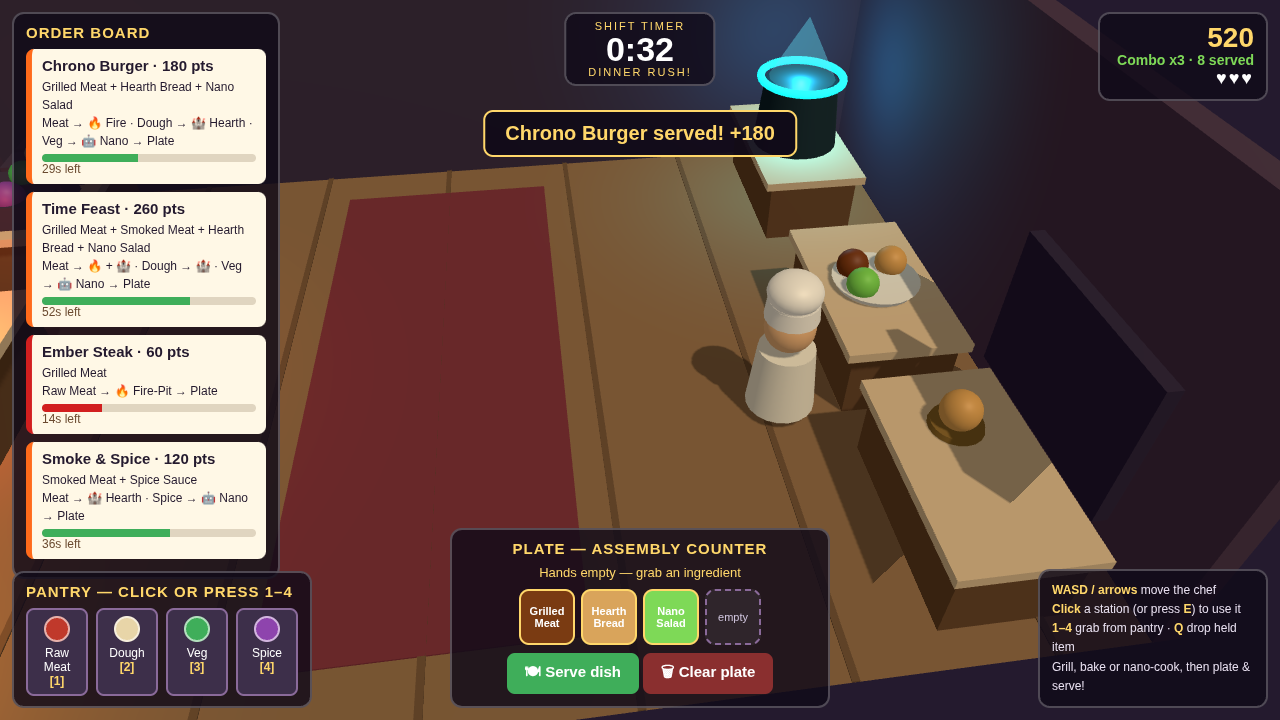 ORDER BOARD
Chrono Burger · 180 pts
Grilled Meat + Hearth Bread + Nano
Salad
Meat → 🔥 Fire · Dough → 🏰 Hearth ·
Veg → 🤖 Nano → Plate
29s left
Time Feast · 260 pts
Grilled Meat + Smoked Meat + Hearth
Bread + Nano Salad
Meat → 🔥 + 🏰 · Dough → 🏰 · Veg
→ 🤖 Nano → Plate
52s left
Ember Steak · 60 pts
Grilled Meat
Raw Meat → 🔥 Fire-Pit → Plate
14s left
Smoke & Spice · 120 pts
Smoked Meat + Spice Sauce
Meat → 🏰 Hearth · Spice → 🤖 Nano
→ Plate
36s left
SHIFT TIMER
0:32
DINNER RUSH!
Chrono Burger served! +180
520
Combo x3 · 8 served
♥♥♥
PANTRY — CLICK OR PRESS 1–4
Raw
Meat
[1]
Dough
[2]
Veg
[3]
Spice
[4]
PLATE — ASSEMBLY COUNTER
Hands empty — grab an ingredient
Grilled
Meat
Hearth
Bread
Nano
Salad
empty
🍽 Serve dish
🗑 Clear plate
WASD / arrows move the chef
Click a station (or press E) to use it
1–4 grab from pantry · Q drop held
item
Grill, bake or nano-cook, then plate &
serve!